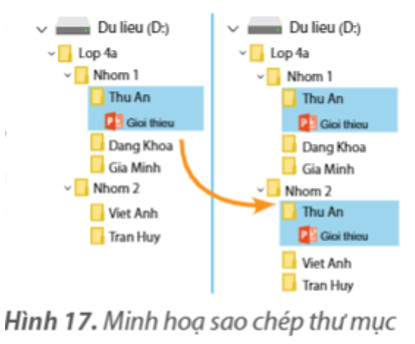 Du lieu (D:)
Lop 4a
Nhom 1
Thu An
Gioi thieu
Dang Khoa
Gia Minh
Nhom 2
Viet Anh
Tran Huy
Du lieu (D:)
Lop 4a
Nhom 1
Thu An
Gioi thieu
Dang Khoa
Gia Minh
Nhom 2
Thu An
Gioi thieu
Viet Anh
Tran Huy
Hình 17. Minh hoạ sao chép thư mục